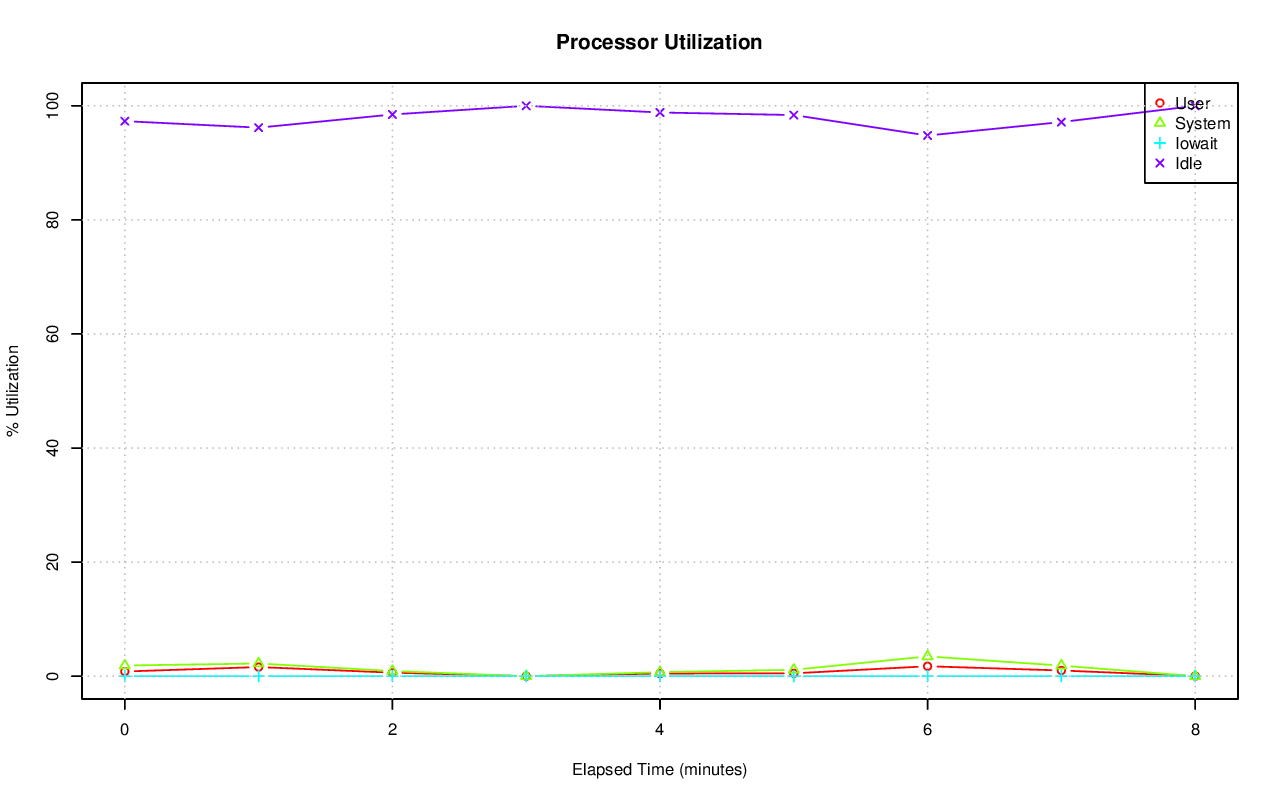 Processor Utilization
100
80
60
40
20
0
% Utilization
User
System
Iowait
Idle
0 2 4 6 8
Elapsed Time (minutes)